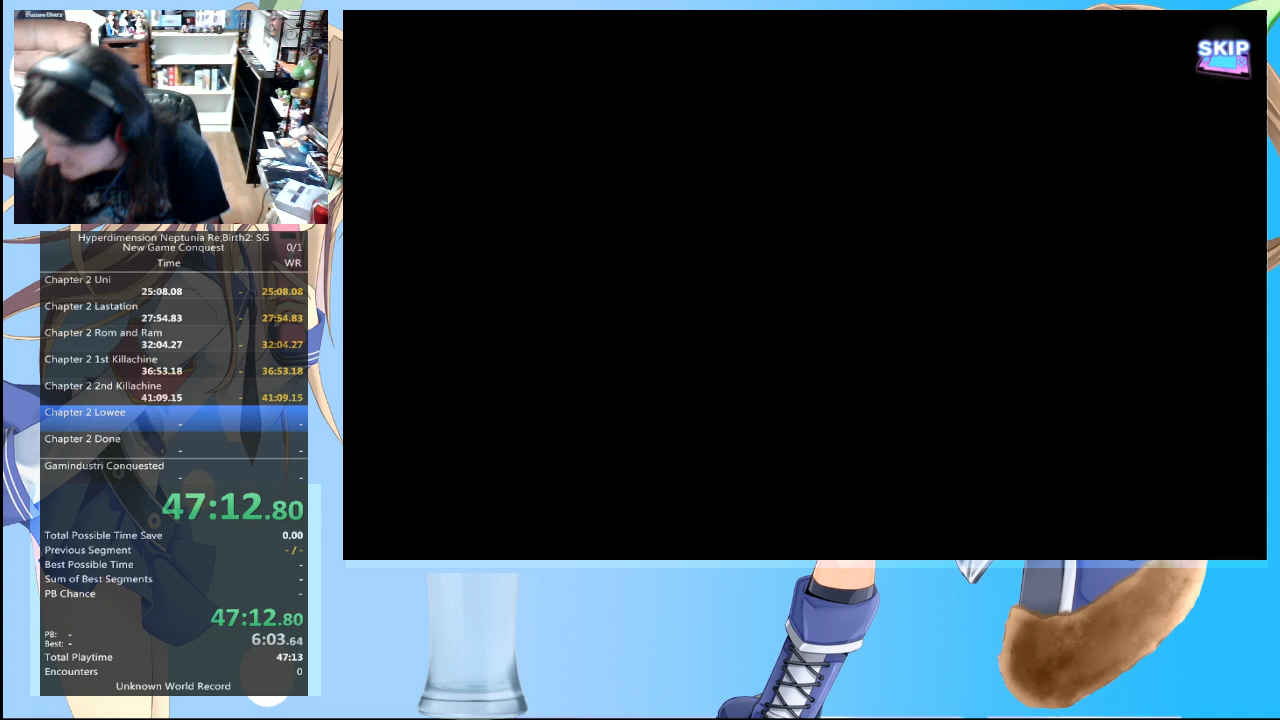 Future Diary
SKIP
Hyperdimension Neptunia Re;Birth2: SG
New Game Conquest 0/1
Time WR
Chapter 2 Uni
25:08.08 - 25:08.08
Chapter 2 Lastation
27:54.83 - 27:54.83
Chapter 2 Rom and Ram
32:04.27 - 32:04.27
Chapter 2 1st Killachine
36:53.18 - 36:53.18
Chapter 2 2nd Killachine
41:09.15 - 41:09.15
Chapter 2 Lowee
- -
Chapter 2 Done
- -
Gamindustri Conquested
- -
47:12.80
Total Possible Time Save 0.00
Previous Segment - / -
Best Possible Time -
Sum of Best Segments -
PB Chance -
47:12.80
PB: -
Best: - 6:03.64
Total Playtime 47:13
Encounters 0
Unknown World Record